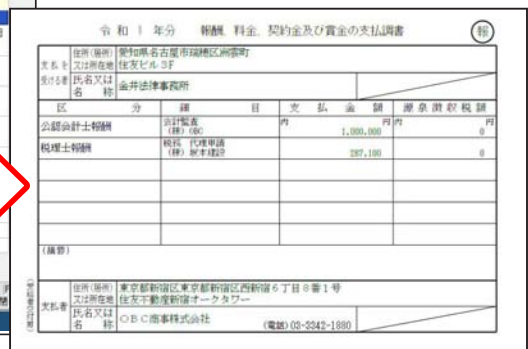 令和 1 年分 報酬、料金、契約金及び賞金の支払調書 報
支払を受ける者
住所(居所)又は所在地
愛知県名古屋市瑞穂区洲雲町
住友ビル3F
氏名又は名称
金井法律事務所
区分 細目 支払金額 源泉徴収税額
公認会計士報酬 会計監査 (株)OBC 内 円 1,000,000 内 円 0
税理士報酬 税務 代理申請 (株)坂本建設 287,100 0
(摘要)
支払者
住所(居所)又は所在地
東京都新宿区東京都新宿区西新宿6丁目8番1号
住友不動産新宿オークタワー
氏名又は名称
OBC商事株式会社
(電話)03-3342-1880